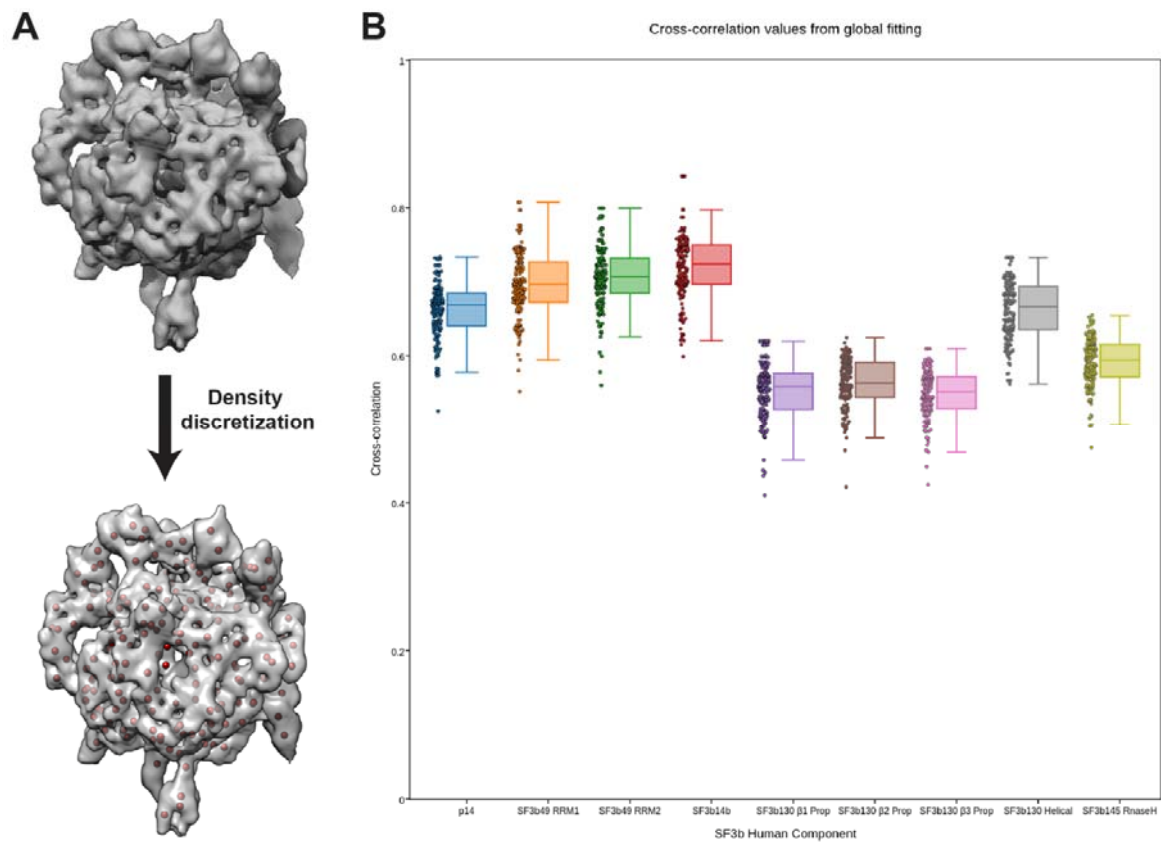 A
B
Cross-correlation values from global fitting
Density
discretization
Cross-correlation
1
0.8
0.6
0.4
0.2
0
p14
SF3b49 RRM1
SF3b49 RRM2
SF3b14b
SF3b130 β1 Prop
SF3b130 β2 Prop
SF3b130 β3 Prop
SF3b130 Helical
SF3b145 RnaseH
SF3b Human Component